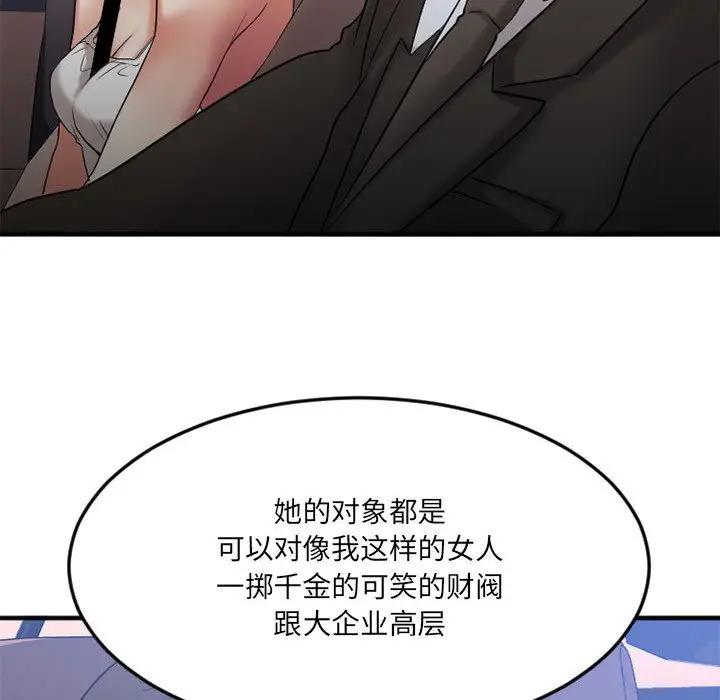 她的对象都是
可以对像我这样的女人
一掷千金的可笑的财阀
跟大企业高层